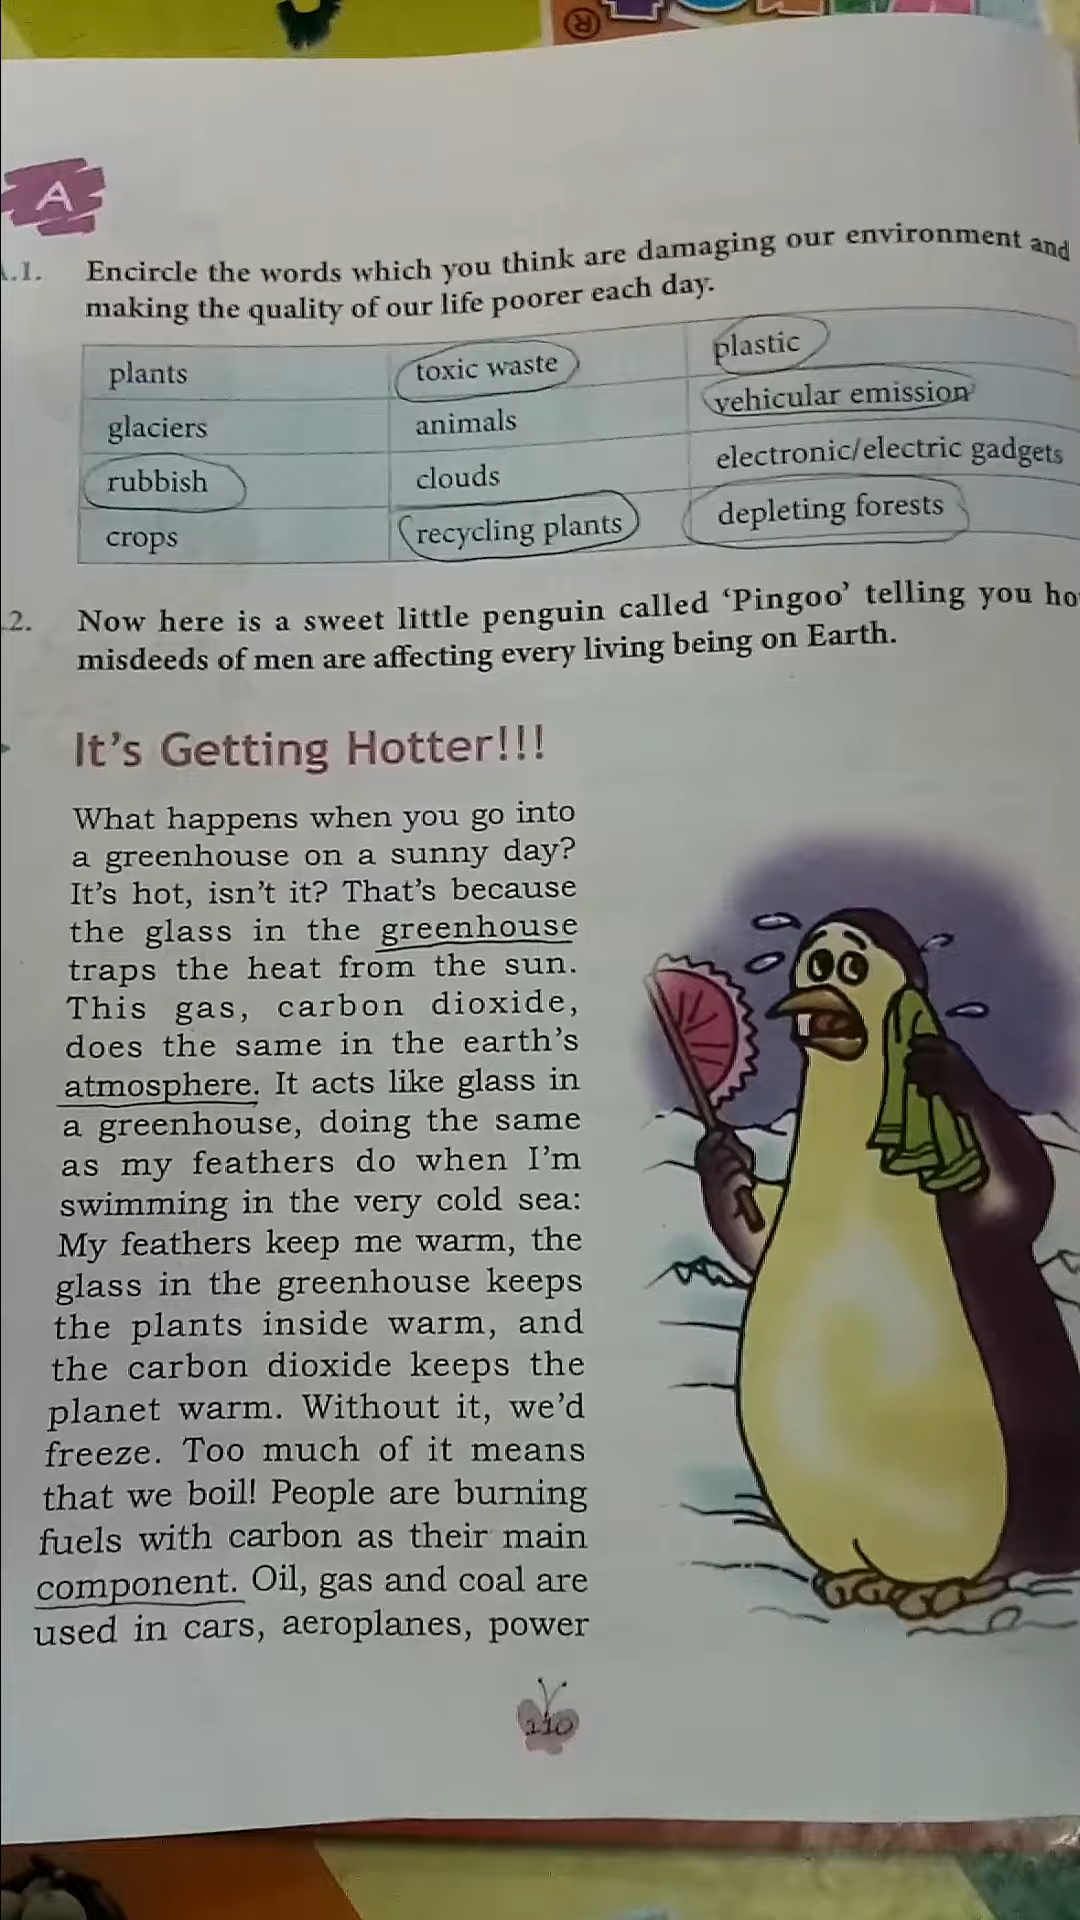 ®
A
.1. Encircle the words which you think are damaging our environment and
making the quality of our life poorer each day.
plants toxic waste plastic
glaciers animals vehicular emission
rubbish clouds electronic/electric gadgets
crops recycling plants depleting forests
2. Now here is a sweet little penguin called ‘Pingoo’ telling you ho
misdeeds of men are affecting every living being on Earth.
It’s Getting Hotter!!!
What happens when you go into
a greenhouse on a sunny day?
It’s hot, isn’t it? That’s because
the glass in the greenhouse
traps the heat from the sun.
This gas, carbon dioxide,
does the same in the earth’s
atmosphere. It acts like glass in
a greenhouse, doing the same
as my feathers do when I’m
swimming in the very cold sea:
My feathers keep me warm, the
glass in the greenhouse keeps
the plants inside warm, and
the carbon dioxide keeps the
planet warm. Without it, we’d
freeze. Too much of it means
that we boil! People are burning
fuels with carbon as their main
component. Oil, gas and coal are
used in cars, aeroplanes, power
110